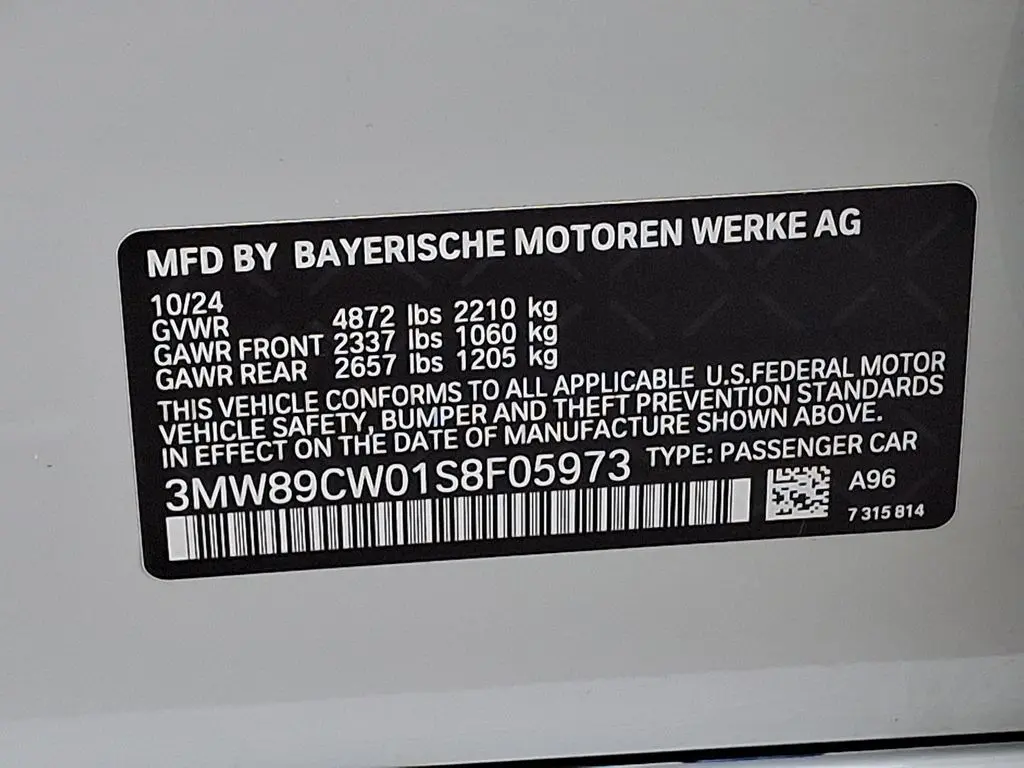 MFD BY BAYERISCHE MOTOREN WERKE AG
10/24
GVWR 4872 lbs 2210 kg
GAWR FRONT 2337 lbs 1060 kg
GAWR REAR 2657 lbs 1205 kg
THIS VEHICLE CONFORMS TO ALL APPLICABLE U.S.FEDERAL MOTOR
VEHICLE SAFETY, BUMPER AND THEFT PREVENTION STANDARDS
IN EFFECT ON THE DATE OF MANUFACTURE SHOWN ABOVE.
3MW89CW01S8F05973 TYPE: PASSENGER CAR
A96
7 315 814